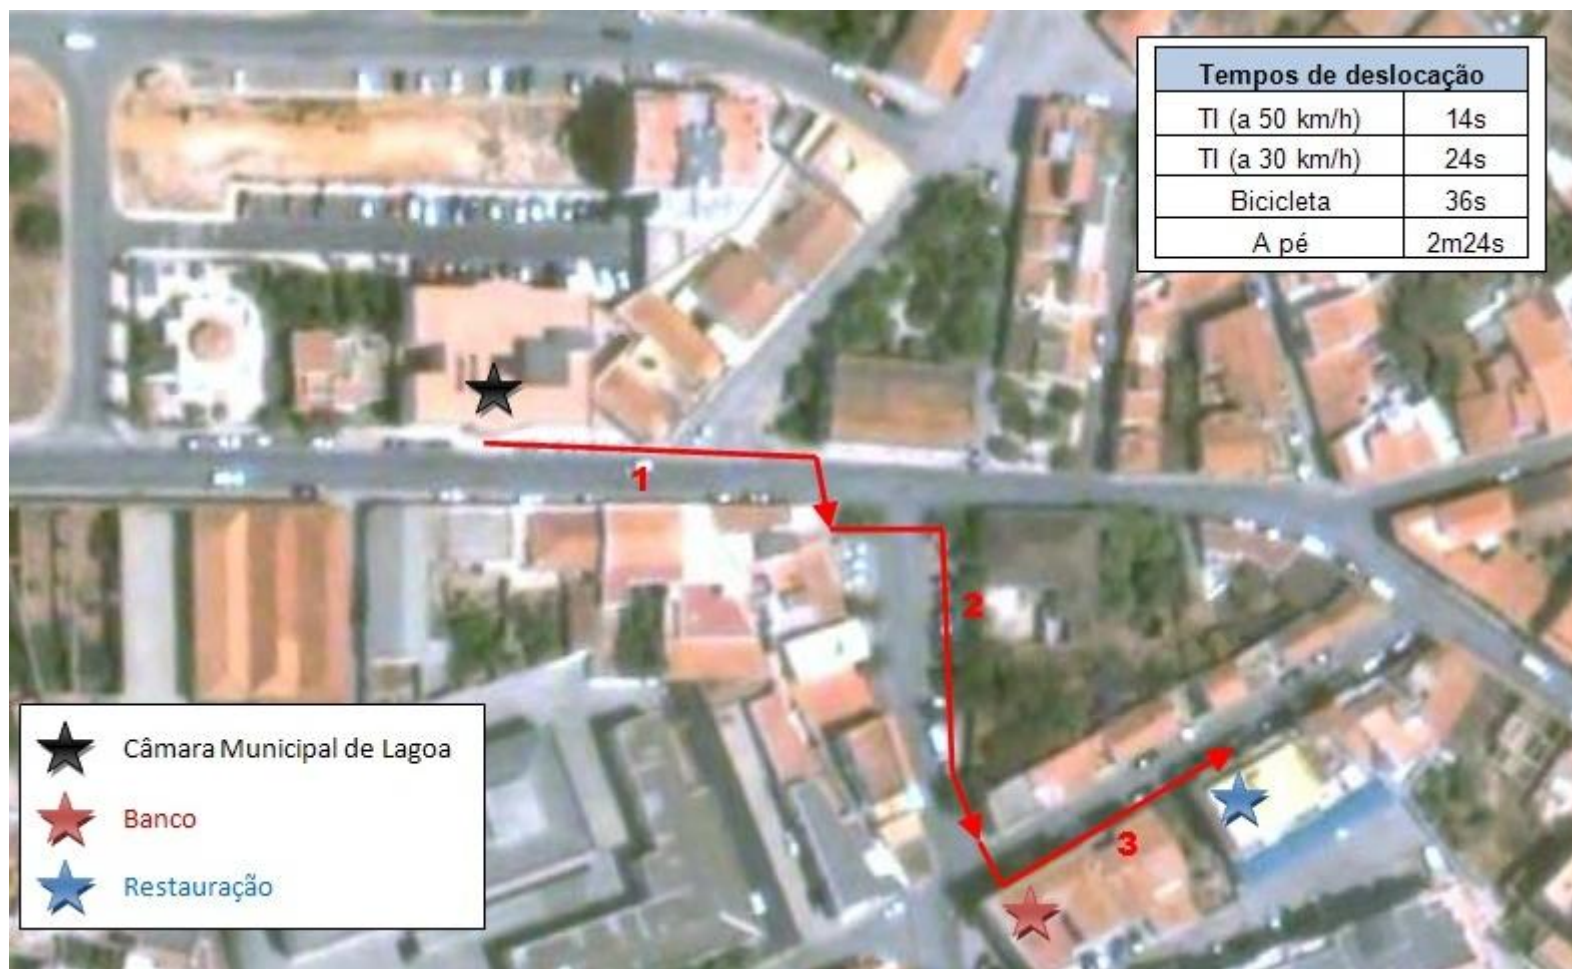 Tempos de deslocação
TI (a 50 km/h) 14s
TI (a 30 km/h) 24s
Bicicleta 36s
A pé 2m24s
1
2
3
Câmara Municipal de Lagoa
Banco
Restauração